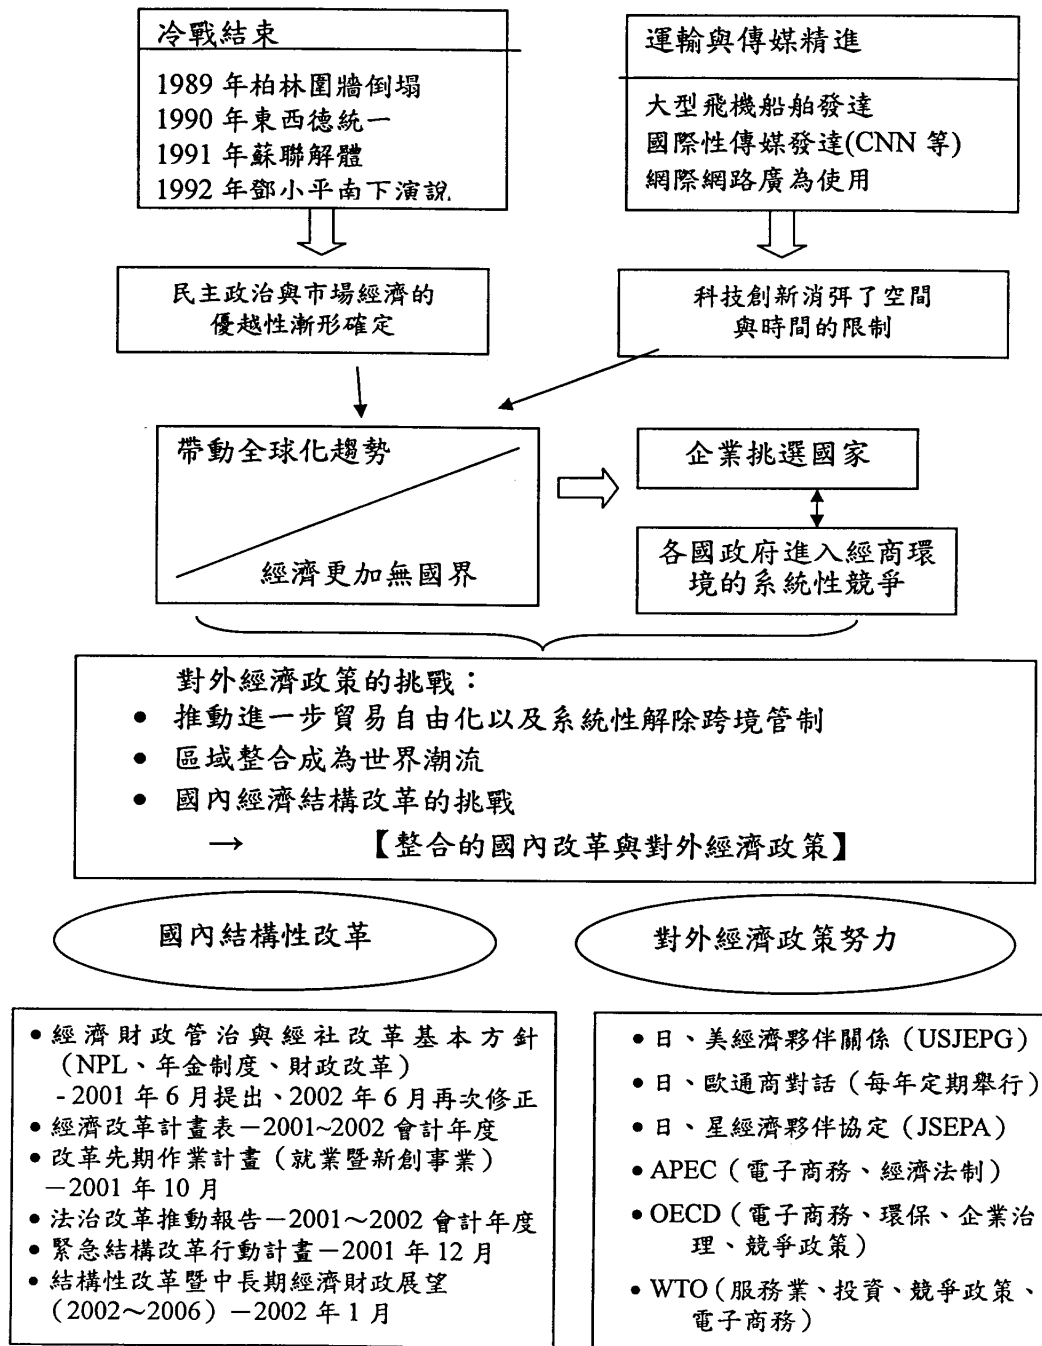 冷戰結束
1989 年柏林圍牆倒塌
1990 年東西德統一
1991 年蘇聯解體
1992 年鄧小平南下演說
運輸與傳媒精進
大型飛機船舶發達
國際性傳媒發達(CNN 等)
網際網路廣為使用
民主政治與市場經濟的
優越性漸形確定
科技創新消弭了空間
與時間的限制
帶動全球化趨勢
經濟更加無國界
企業挑選國家
各國政府進入經商環
境的系統性競爭
對外經濟政策的挑戰：
● 推動進一步貿易自由化以及系統性解除跨境管制
● 區域整合成為世界潮流
● 國內經濟結構改革的挑戰
→ 【整合的國內改革與對外經濟政策】
國內結構性改革
對外經濟政策努力
● 經濟財政管治與經社改革基本方針
（NPL、年金制度、財政改革）
- 2001 年 6 月提出、2002 年 6 月再次修正
● 經濟改革計畫表－2001~2002 會計年度
● 改革先期作業計畫（就業暨新創事業）
－2001 年 10 月
● 法治改革推動報告－2001～2002 會計年度
● 緊急結構改革行動計畫－2001 年 12 月
● 結構性改革暨中長期經濟財政展望
（2002～2006）－2002 年 1 月
● 日、美經濟夥伴關係（USJEPG）
● 日、歐通商對話（每年定期舉行）
● 日、星經濟夥伴協定（JSEPA）
● APEC（電子商務、經濟法制）
● OECD（電子商務、環保、企業治
理、競爭政策）
● WTO（服務業、投資、競爭政策、
電子商務）